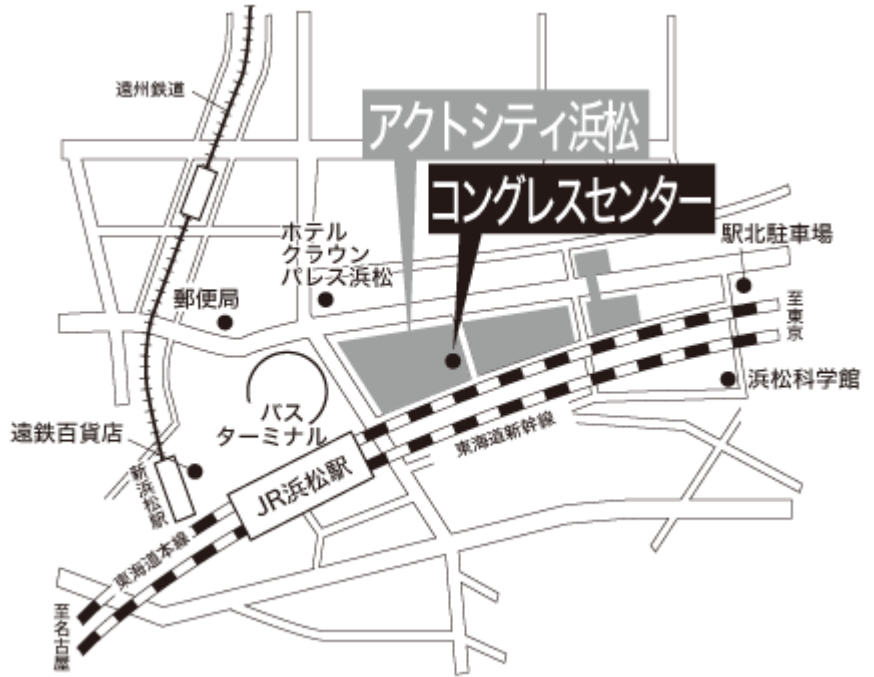 遠州鉄道
アクトシティ浜松
コングレスセンター
ホテル
クラウン
パレス浜松
駅北駐車場
郵便局
至東京
浜松科学館
バス
ターミナル
遠鉄百貨店
東海道新幹線
新浜松駅
JR浜松駅
東海道本線
至名古屋